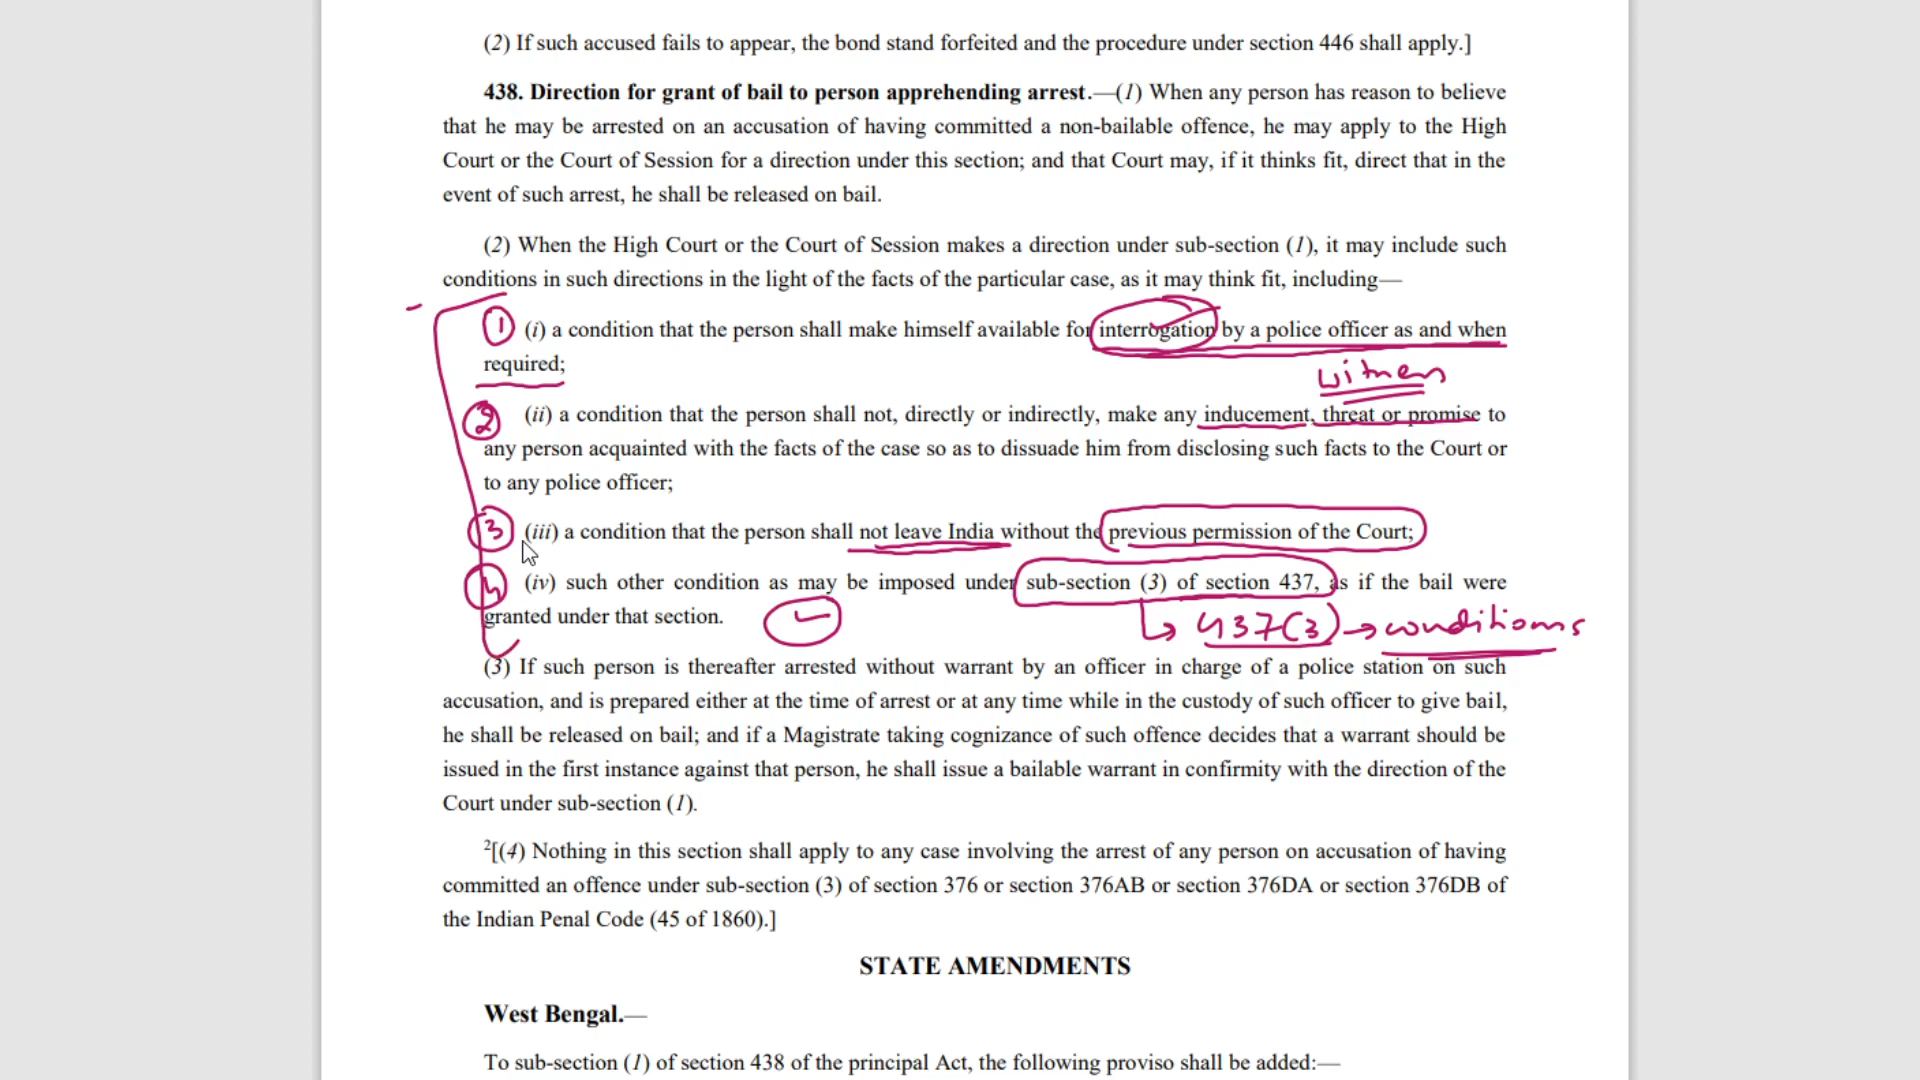 (2) If such accused fails to appear, the bond stand forfeited and the procedure under section 446 shall apply.]
438. Direction for grant of bail to person apprehending arrest.—(1) When any person has reason to believe
that he may be arrested on an accusation of having committed a non-bailable offence, he may apply to the High
Court or the Court of Session for a direction under this section; and that Court may, if it thinks fit, direct that in the
event of such arrest, he shall be released on bail.
(2) When the High Court or the Court of Session makes a direction under sub-section (1), it may include such
conditions in such directions in the light of the facts of the particular case, as it may think fit, including—
1 (i) a condition that the person shall make himself available for interrogation by a police officer as and when
required;
witness
2 (ii) a condition that the person shall not, directly or indirectly, make any inducement, threat or promise to
any person acquainted with the facts of the case so as to dissuade him from disclosing such facts to the Court or
to any police officer;
3 (iii) a condition that the person shall not leave India without the previous permission of the Court;
4 (iv) such other condition as may be imposed under sub-section (3) of section 437, as if the bail were
granted under that section.
↳ 437(3) → conditions
(3) If such person is thereafter arrested without warrant by an officer in charge of a police station on such
accusation, and is prepared either at the time of arrest or at any time while in the custody of such officer to give bail,
he shall be released on bail; and if a Magistrate taking cognizance of such offence decides that a warrant should be
issued in the first instance against that person, he shall issue a bailable warrant in confirmity with the direction of the
Court under sub-section (1).
2[(4) Nothing in this section shall apply to any case involving the arrest of any person on accusation of having
committed an offence under sub-section (3) of section 376 or section 376AB or section 376DA or section 376DB of
the Indian Penal Code (45 of 1860).]
STATE AMENDMENTS
West Bengal.—
To sub-section (1) of section 438 of the principal Act, the following proviso shall be added:—